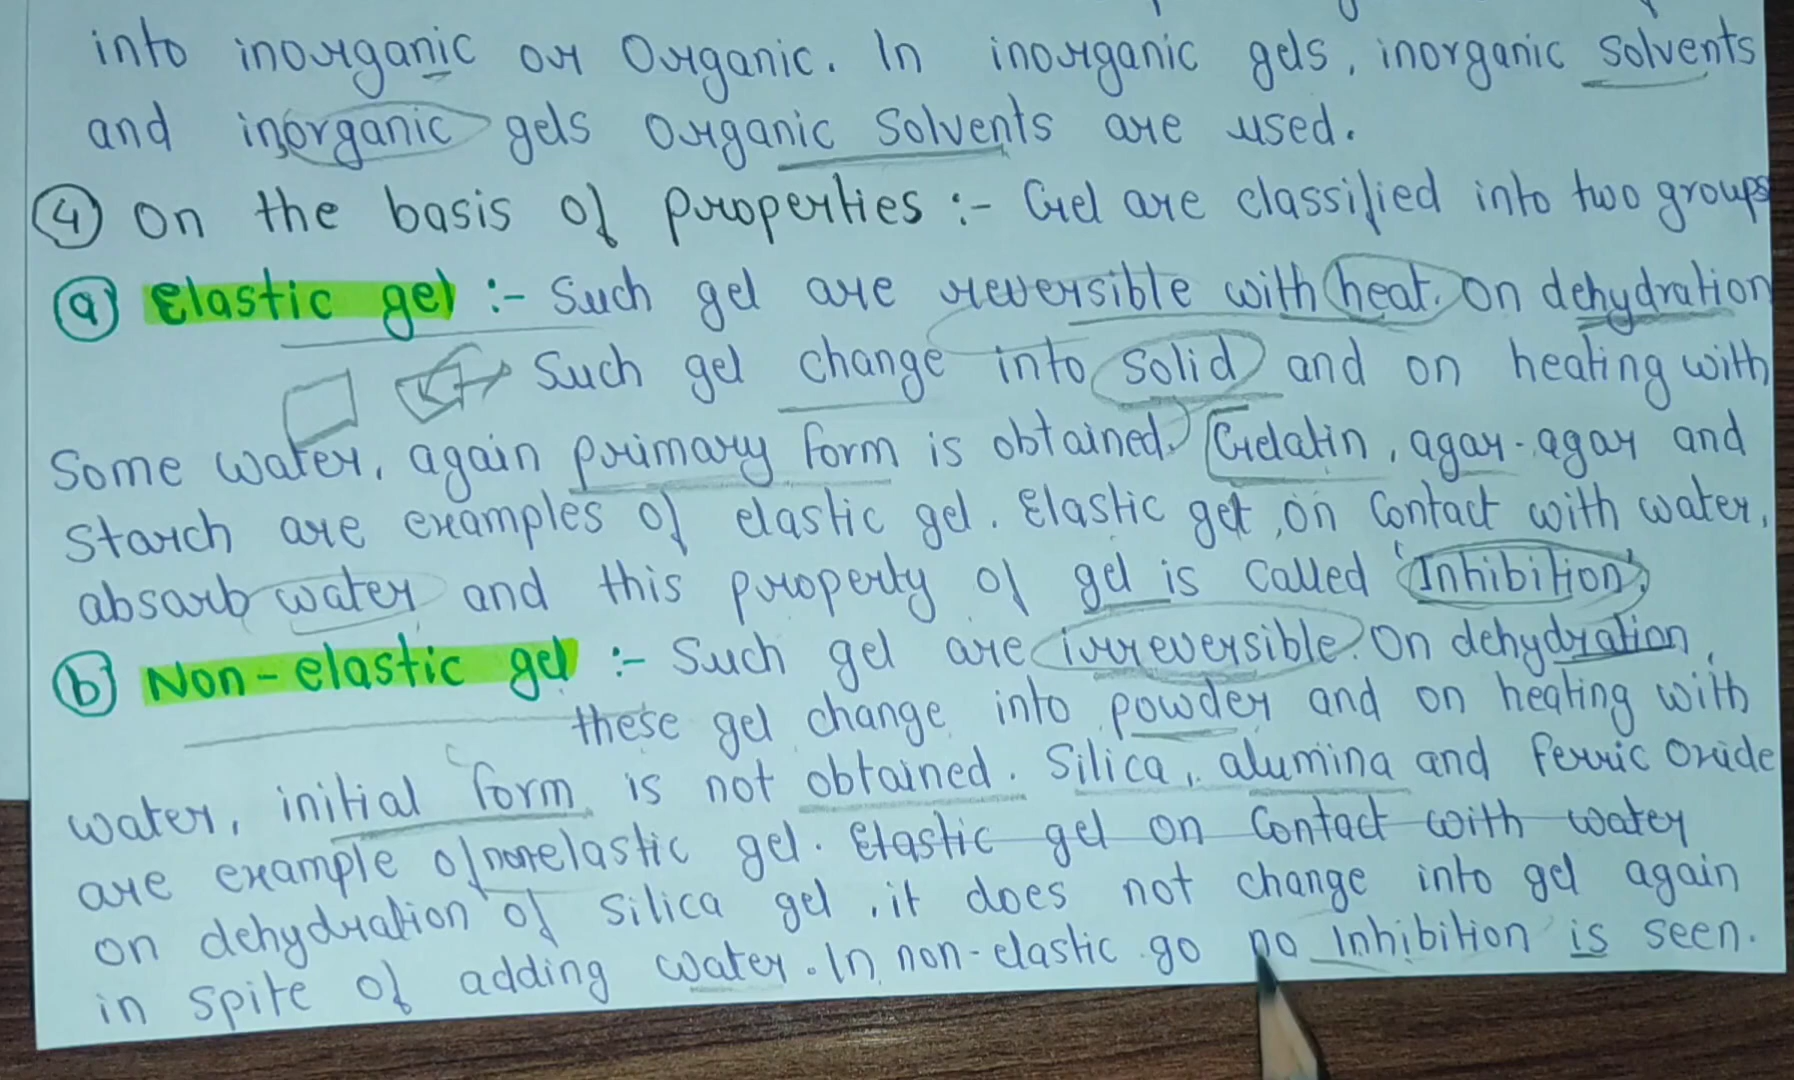 into inorganic or Organic. In inorganic gels, inorganic solvents
and inorganic gels organic solvents are used.
④ On the basis of properties :- Gel are classified into two groups
ⓐ Elastic gel :- Such gel are reversible with heat. On dehydration
Such gel change into solid and on heating with
Some water, again primary form is obtained. Gelatin, agar-agar and
Starch are examples of elastic gel. Elastic gel, on Contact with water,
absorb water and this property of gel is called 'Inhibition'.
ⓑ Non-elastic gel :- Such gel are irreversible. On dehydration,
these gel change into powder and on heating with
water, initial form is not obtained. Silica, alumina and Ferric Oxide
are example of nonelastic gel. Elastic gel on Contact with water
on dehydration of silica gel, it does not change into gel again
in spite of adding water. In non-elastic go no Inhibition is seen.